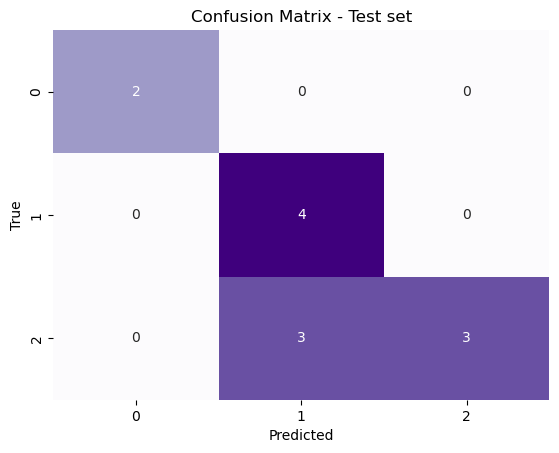 Confusion Matrix - Test set
0
2 0 0
True
1
0 4 0
2
0 3 3
0 1 2
Predicted